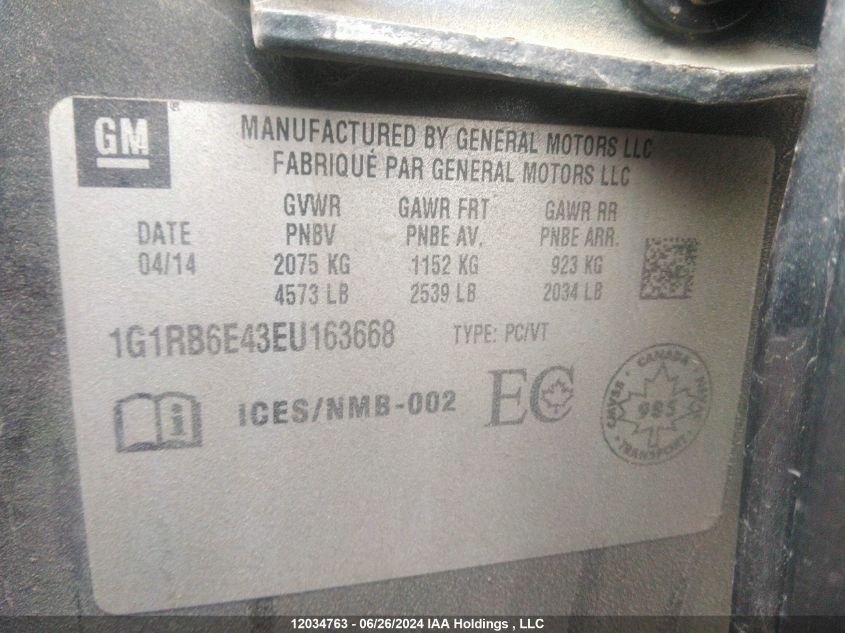 GM®
MANUFACTURED BY GENERAL MOTORS LLC
FABRIQUÉ PAR GENERAL MOTORS LLC
DATE
04/14
GVWR
PNBV
2075 KG
4573 LB
GAWR FRT
PNBE AV.
1152 KG
2539 LB
GAWR RR
PNBE ARR.
923 KG
2034 LB
1G1RB6E43EU163668 TYPE: PC/VT
i ICES/NMB-002 EC
CANADA
TRANSPORT
12034763 - 06/26/2024 IAA Holdings , LLC